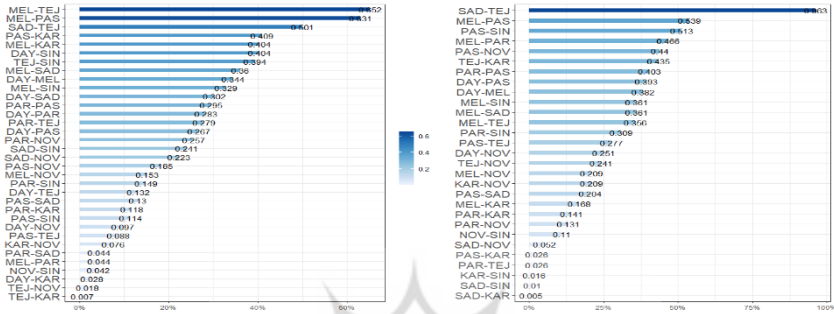 MEL-TEJ 0.652
MEL-PAS 0.631
SAD-TEJ 0.501
PAS-KAR 0.409
MEL-KAR 0.404
DAY-SIN 0.404
TEJ-SIN 0.394
MEL-SAD 0.36
DAY-MEL 0.344
MEL-SIN 0.329
DAY-SAD 0.302
PAR-PAS 0.295
DAY-PAR 0.283
PAR-TEJ 0.279
DAY-PAS 0.267
PAR-NOV 0.257
SAD-SIN 0.241
SAD-NOV 0.223
PAS-NOV 0.165
MEL-NOV 0.153
PAR-SIN 0.149
DAY-TEJ 0.132
PAS-SAD 0.13
PAR-KAR 0.118
PAS-SIN 0.114
DAY-NOV 0.097
PAS-TEJ 0.088
KAR-NOV 0.076
PAR-SAD 0.044
MEL-PAR 0.044
NOV-SIN 0.042
DAY-KAR 0.028
TEJ-NOV 0.018
TEJ-KAR 0.007
0% 20% 40% 60%
0.6
0.4
0.2
SAD-TEJ 0.963
MEL-PAS 0.539
PAS-SIN 0.513
MEL-PAR 0.466
PAS-NOV 0.44
TEJ-KAR 0.435
PAR-PAS 0.403
DAY-PAS 0.393
DAY-MEL 0.382
MEL-SIN 0.361
MEL-SAD 0.361
MEL-TEJ 0.356
PAR-SIN 0.309
PAS-TEJ 0.277
DAY-NOV 0.251
TEJ-NOV 0.241
MEL-NOV 0.209
KAR-NOV 0.209
PAS-SAD 0.204
MEL-KAR 0.168
PAR-KAR 0.141
PAR-NOV 0.131
NOV-SIN 0.11
SAD-NOV 0.052
PAS-KAR 0.026
PAR-TEJ 0.026
KAR-SIN 0.016
SAD-SIN 0.01
SAD-KAR 0.005
0% 25% 50% 75% 100%